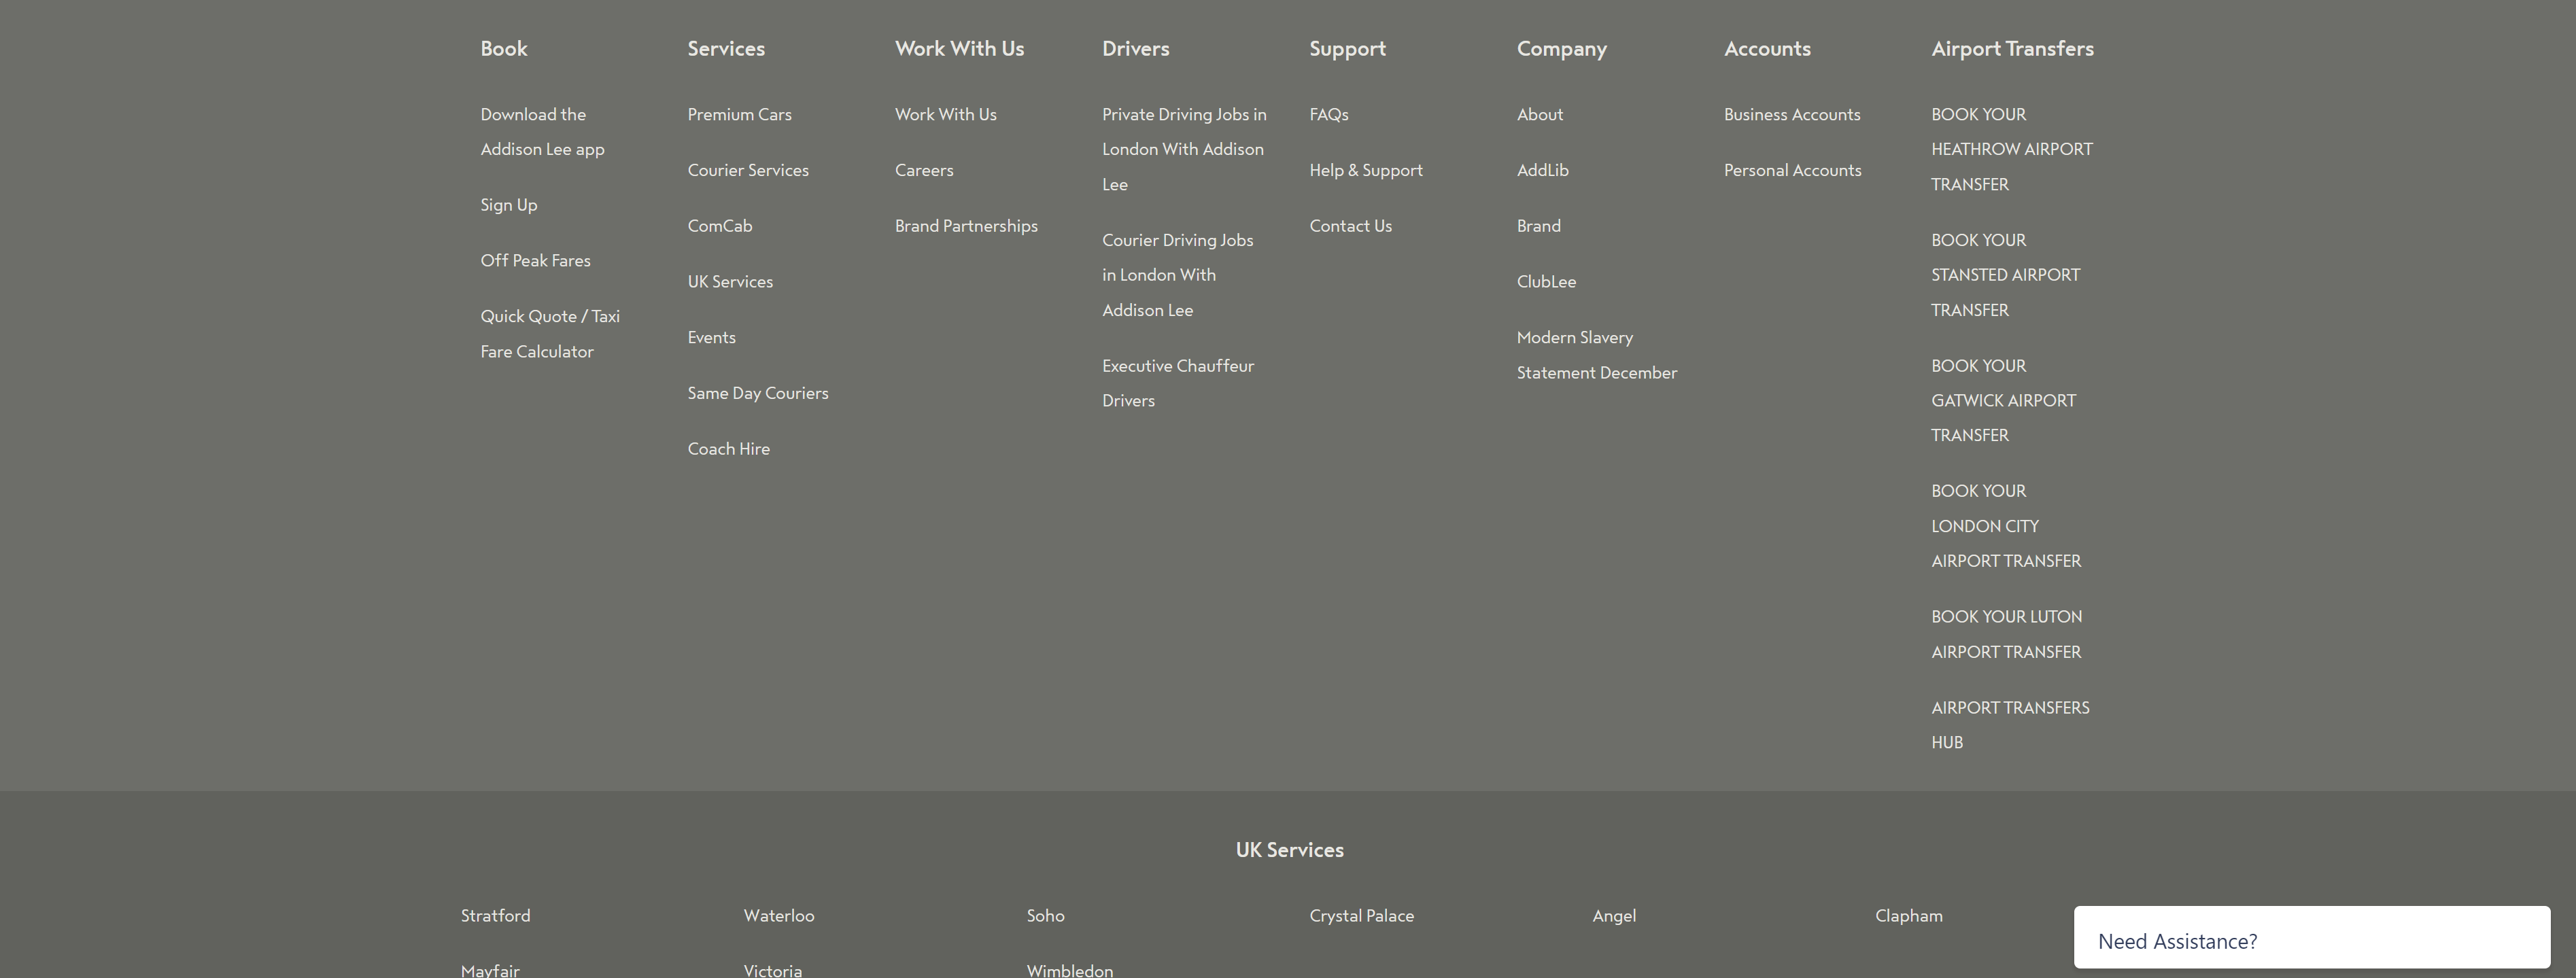 Book
Download the
Addison Lee app
Sign Up
Off Peak Fares
Quick Quote / Taxi
Fare Calculator
Services
Premium Cars
Courier Services
ComCab
UK Services
Events
Same Day Couriers
Coach Hire
Work With Us
Work With Us
Careers
Brand Partnerships
Drivers
Private Driving Jobs in
London With Addison
Lee
Courier Driving Jobs
in London With
Addison Lee
Executive Chauffeur
Drivers
Support
FAQs
Help & Support
Contact Us
Company
About
AddLib
Brand
ClubLee
Modern Slavery
Statement December
Accounts
Business Accounts
Personal Accounts
Airport Transfers
BOOK YOUR
HEATHROW AIRPORT
TRANSFER
BOOK YOUR
STANSTED AIRPORT
TRANSFER
BOOK YOUR
GATWICK AIRPORT
TRANSFER
BOOK YOUR
LONDON CITY
AIRPORT TRANSFER
BOOK YOUR LUTON
AIRPORT TRANSFER
AIRPORT TRANSFERS
HUB
UK Services
Stratford
Waterloo
Soho
Crystal Palace
Angel
Clapham
Mayfair
Victoria
Wimbledon
Need Assistance?